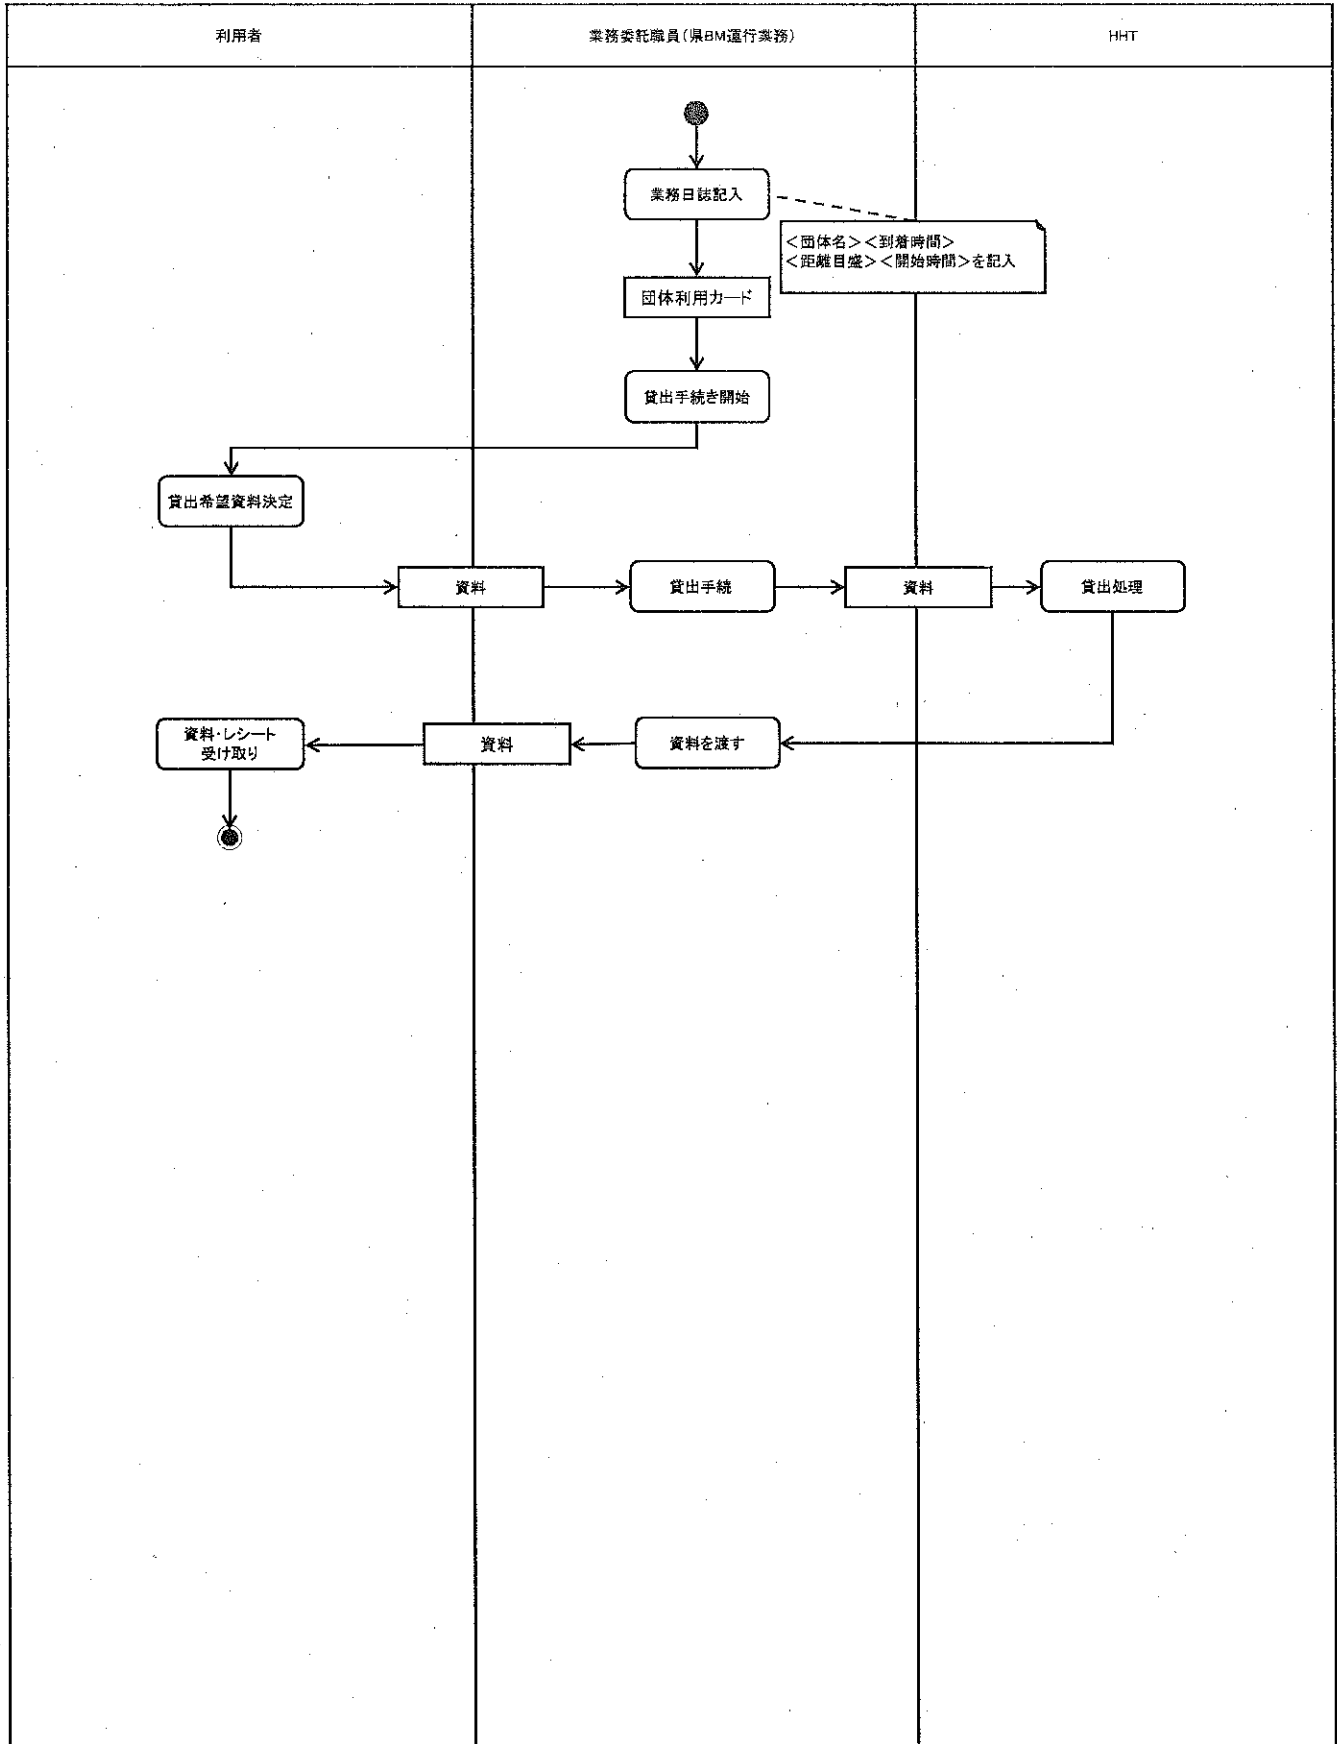 利用者
業務委託職員(県BM運行業務)
HHT
業務日誌記入
＜団体名＞＜到着時間＞
＜距離目盛＞＜開始時間＞を記入
団体利用カード
貸出手続き開始
貸出希望資料決定
資料
貸出手続
資料
貸出処理
資料・レシート
受け取り
資料
資料を渡す